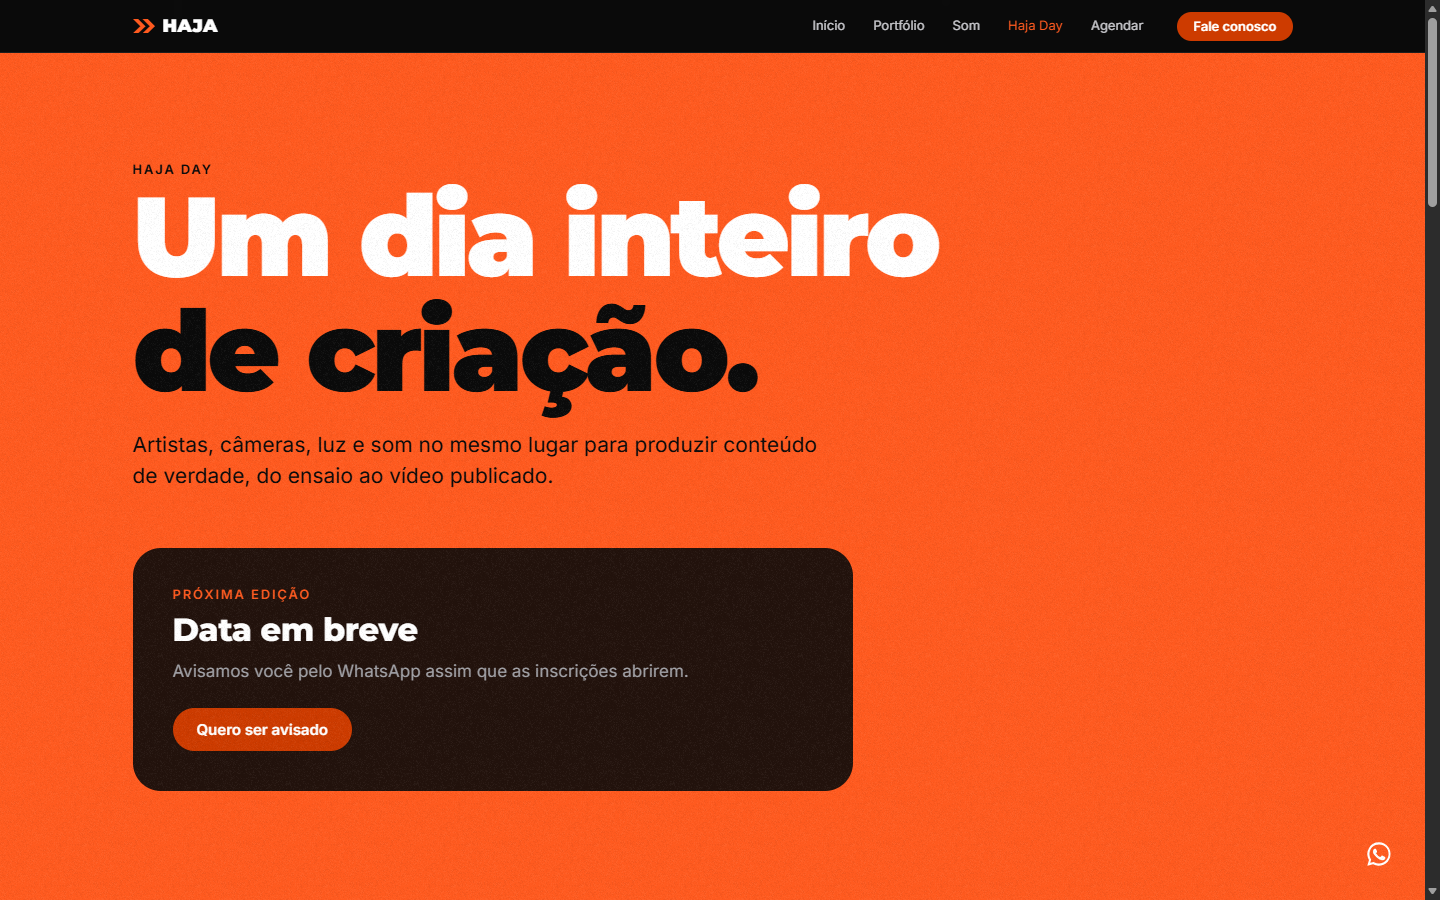 HAJA
Início
Portfólio
Som
Haja Day
Agendar
Fale conosco
HAJA DAY
Um dia inteiro
de criação.
Artistas, câmeras, luz e som no mesmo lugar para produzir conteúdo
de verdade, do ensaio ao vídeo publicado.
PRÓXIMA EDIÇÃO
Data em breve
Avisamos você pelo WhatsApp assim que as inscrições abrirem.
Quero ser avisado